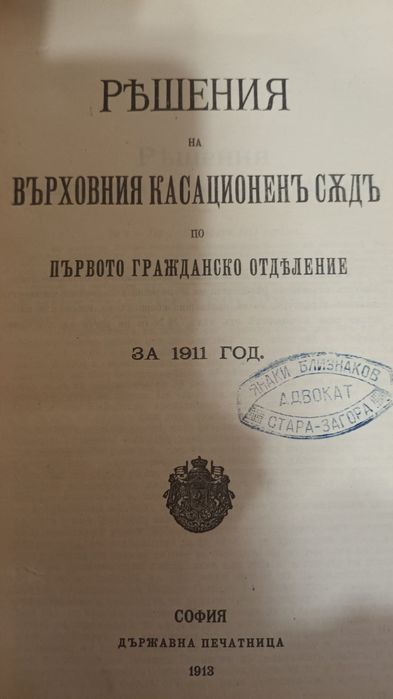 РѢШЕНИЯ
НА
ВЪРХОВНИЯ КАСАЦИОНЕНЪ СѪДЪ
ПО
ПЪРВОТО ГРАЖДАНСКО ОТДѢЛЕНИЕ
ЗА 1911 ГОД.
ЯНАКИ БЛИЗНАКОВ
АДВОКАТ
СТАРА-ЗАГОРА
СОФИЯ
ДЪРЖАВНА ПЕЧАТНИЦА
1913